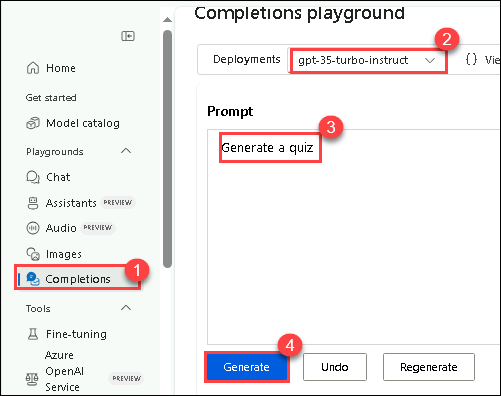 Completions playground
Home
Get started
Model catalog
Playgrounds
Chat
Assistants PREVIEW
Audio PREVIEW
Images
Completions
1
Tools
Fine-tuning
Azure
OpenAI
Service
PREVIEW
Deployments
gpt-35-turbo-instruct
2
{} Vie
Prompt
3
Generate a quiz
4
Generate
Undo
Regenerate